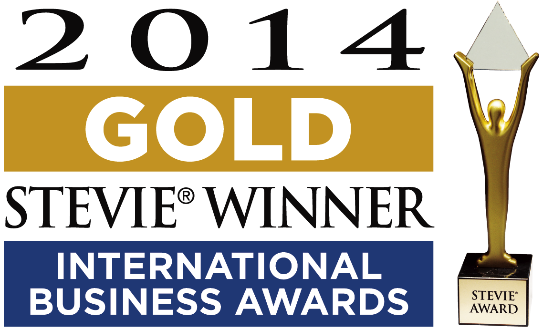 2014
GOLD
STEVIE® WINNER
INTERNATIONAL
BUSINESS AWARDS
STEVIE®
AWARD